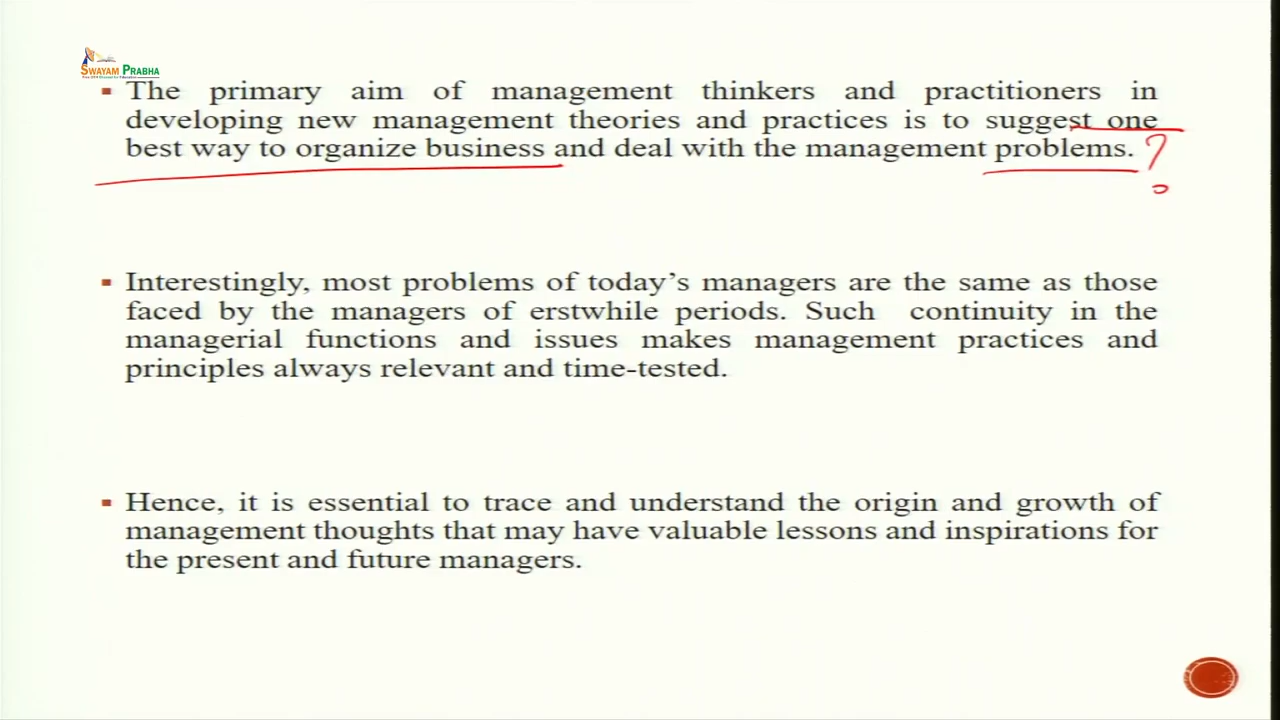 SWAYAM PRABHA
The primary aim of management thinkers and practitioners in
developing new management theories and practices is to suggest one
best way to organize business and deal with the management problems. ?
Interestingly, most problems of today's managers are the same as those
faced by the managers of erstwhile periods. Such continuity in the
managerial functions and issues makes management practices and
principles always relevant and time-tested.
Hence, it is essential to trace and understand the origin and growth of
management thoughts that may have valuable lessons and inspirations for
the present and future managers.